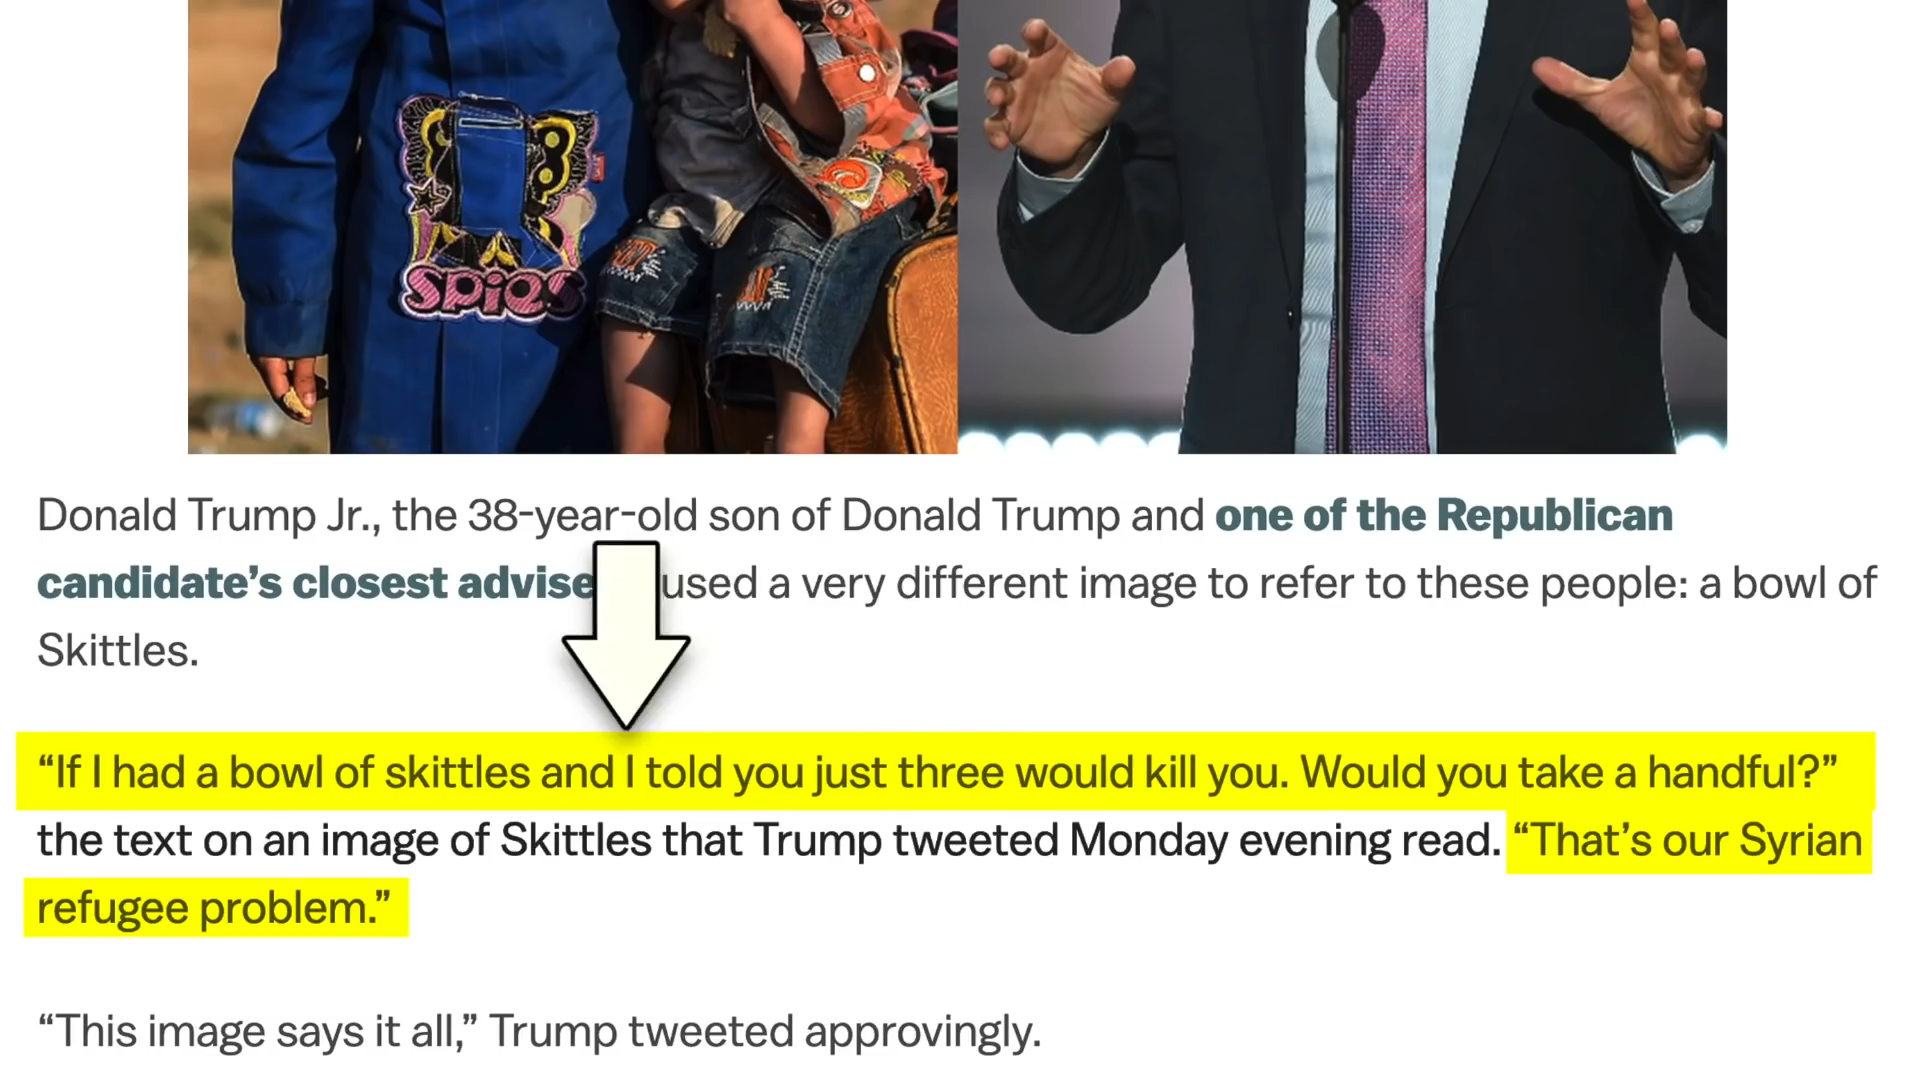 spies
Donald Trump Jr., the 38-year-old son of Donald Trump and one of the Republican
candidate’s closest advise used a very different image to refer to these people: a bowl of
Skittles.
“If I had a bowl of skittles and I told you just three would kill you. Would you take a handful?”
the text on an image of Skittles that Trump tweeted Monday evening read. “That’s our Syrian
refugee problem.”
“This image says it all,” Trump tweeted approvingly.